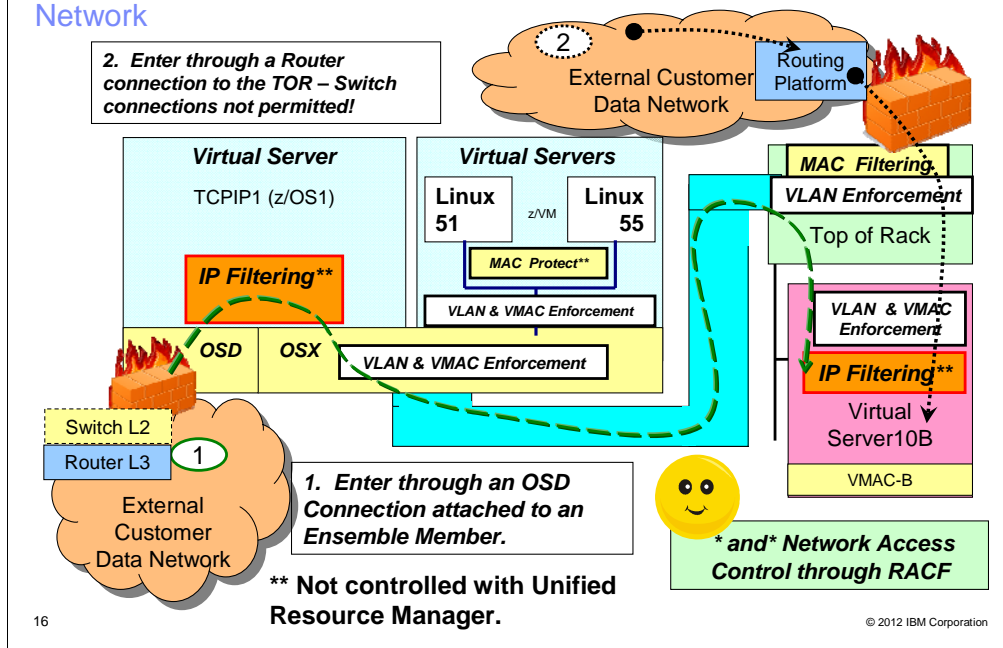 Network
2. Enter through a Router
connection to the TOR – Switch
connections not permitted!
2
External Customer
Data Network
Routing
Platform
Virtual Server
TCPIP1 (z/OS1)
IP Filtering**
OSD
OSX
Virtual Servers
Linux
51
z/VM
Linux
55
MAC Protect**
VLAN & VMAC Enforcement
VLAN & VMAC Enforcement
MAC Filtering
VLAN Enforcement
Top of Rack
VLAN & VMAC
Enforcement
IP Filtering**
Virtual
Server10B
VMAC-B
Switch L2
Router L3
1
External
Customer
Data Network
1. Enter through an OSD
Connection attached to an
Ensemble Member.
** Not controlled with Unified
Resource Manager.
* and* Network Access
Control through RACF
16
© 2012 IBM Corporation